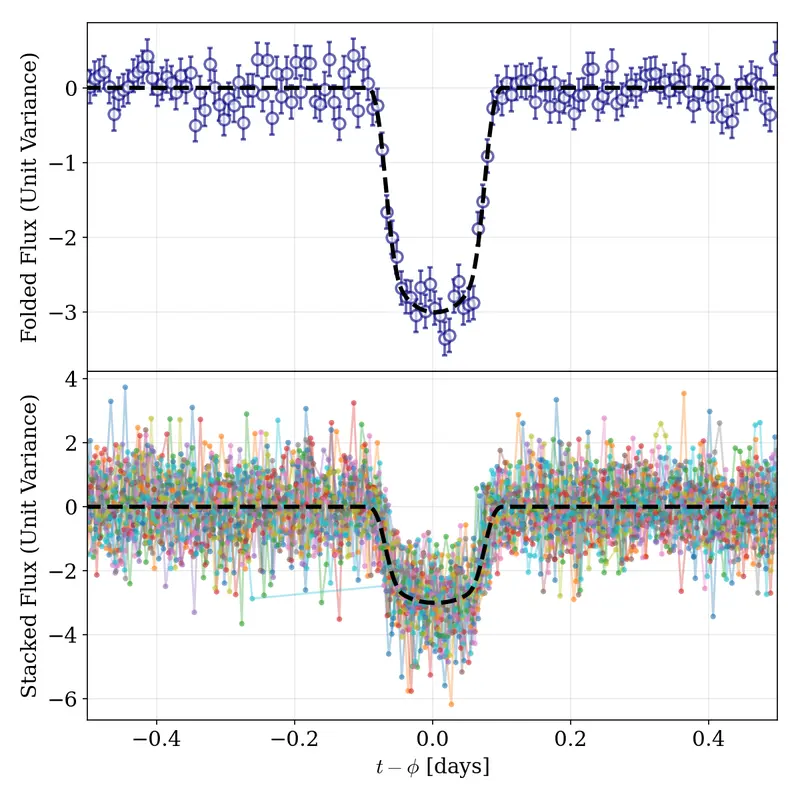 Folded Flux (Unit Variance)
0
−1
−2
−3
Stacked Flux (Unit Variance)
4
2
0
−2
−4
−6
−0.4 −0.2 0.0 0.2 0.4
t − ϕ [days]